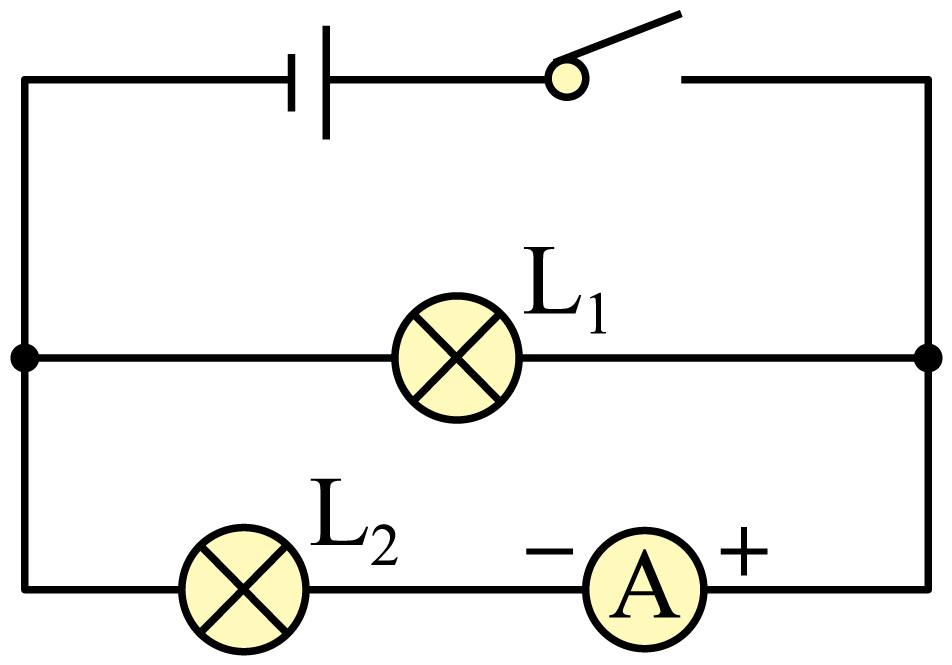 L₁
L₂
− A +